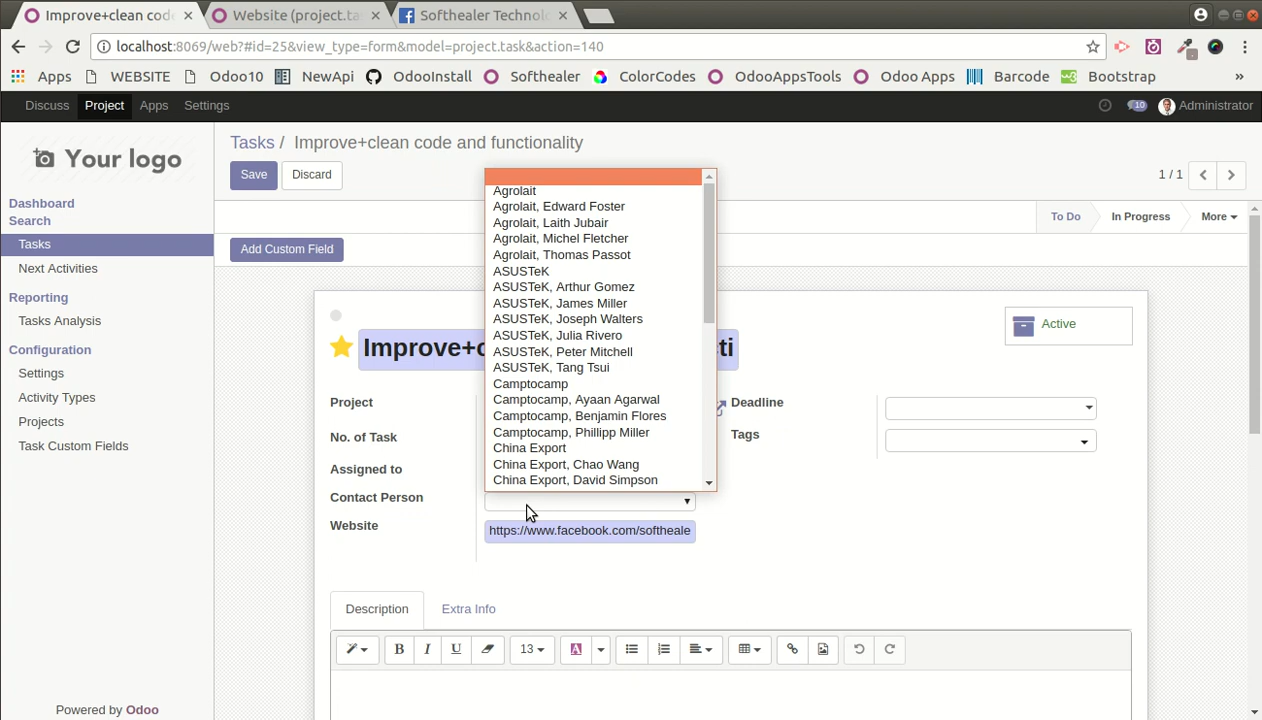 Improve+clean cod
Website (project.ta
Softhealer Technolo
localhost:8069/web?#id=25&view_type=form&model=project.task&action=140
Apps WEBSITE Odoo10 NewApi OdooInstall Softhealer ColorCodes OdooAppsTools Odoo Apps Barcode Bootstrap »
Discuss Project Apps Settings 10 Administrator
Your logo
Tasks / Improve+clean code and functionality
Save Discard 1 / 1
Dashboard
Search
Tasks
Next Activities
Reporting
Tasks Analysis
Configuration
Settings
Activity Types
Projects
Task Custom Fields
Powered by Odoo
To Do In Progress More
Add Custom Field
Active
Improve+c
ti
Project
No. of Task
Assigned to
Contact Person
Website
Agrolait
Agrolait, Edward Foster
Agrolait, Laith Jubair
Agrolait, Michel Fletcher
Agrolait, Thomas Passot
ASUSTeK
ASUSTeK, Arthur Gomez
ASUSTeK, James Miller
ASUSTeK, Joseph Walters
ASUSTeK, Julia Rivero
ASUSTeK, Peter Mitchell
ASUSTeK, Tang Tsui
Camptocamp
Camptocamp, Ayaan Agarwal
Camptocamp, Benjamin Flores
Camptocamp, Phillipp Miller
China Export
China Export, Chao Wang
China Export, David Simpson
https://www.facebook.com/softheale
Deadline
Tags
Description Extra Info
B I U 13 A